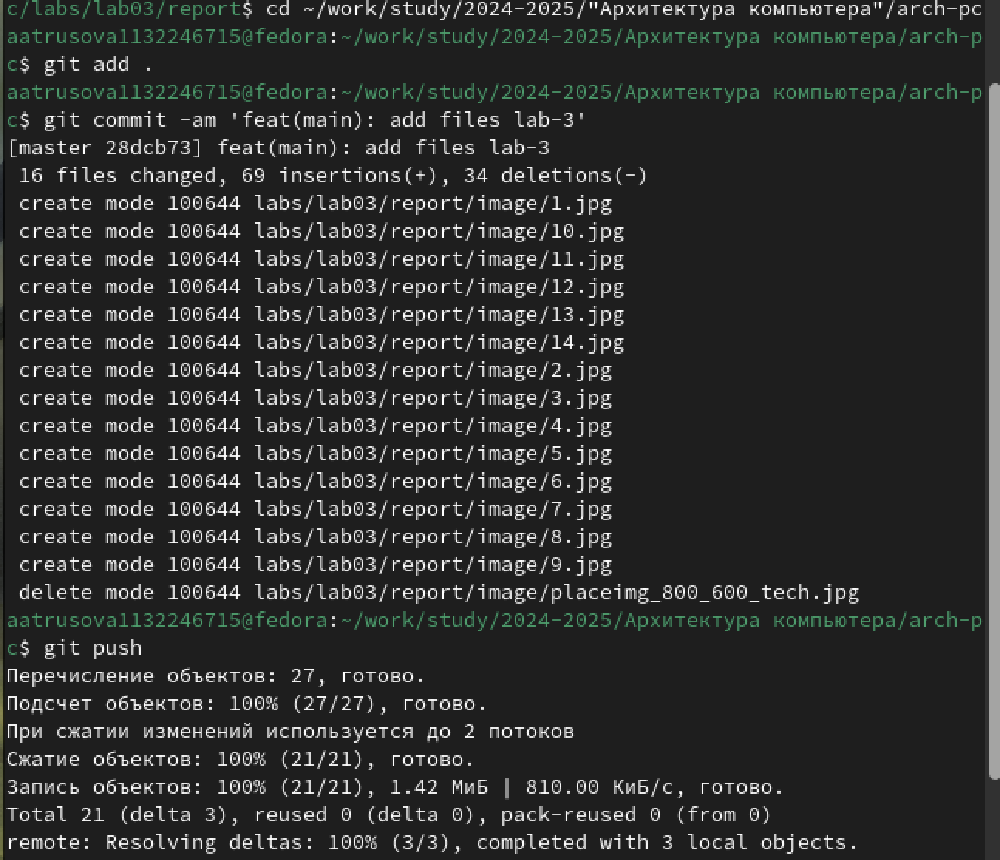 c/labs/lab03/report$ cd ~/work/study/2024-2025/"Архитектура компьютера"/arch-pc
aatrusova1132246715@fedora:~/work/study/2024-2025/Архитектура компьютера/arch-p
c$ git add .
aatrusova1132246715@fedora:~/work/study/2024-2025/Архитектура компьютера/arch-p
c$ git commit -am 'feat(main): add files lab-3'
[master 28dcb73] feat(main): add files lab-3
 16 files changed, 69 insertions(+), 34 deletions(-)
 create mode 100644 labs/lab03/report/image/1.jpg
 create mode 100644 labs/lab03/report/image/10.jpg
 create mode 100644 labs/lab03/report/image/11.jpg
 create mode 100644 labs/lab03/report/image/12.jpg
 create mode 100644 labs/lab03/report/image/13.jpg
 create mode 100644 labs/lab03/report/image/14.jpg
 create mode 100644 labs/lab03/report/image/2.jpg
 create mode 100644 labs/lab03/report/image/3.jpg
 create mode 100644 labs/lab03/report/image/4.jpg
 create mode 100644 labs/lab03/report/image/5.jpg
 create mode 100644 labs/lab03/report/image/6.jpg
 create mode 100644 labs/lab03/report/image/7.jpg
 create mode 100644 labs/lab03/report/image/8.jpg
 create mode 100644 labs/lab03/report/image/9.jpg
 delete mode 100644 labs/lab03/report/image/placeimg_800_600_tech.jpg
aatrusova1132246715@fedora:~/work/study/2024-2025/Архитектура компьютера/arch-p
c$ git push
Перечисление объектов: 27, готово.
Подсчет объектов: 100% (27/27), готово.
При сжатии изменений используется до 2 потоков
Сжатие объектов: 100% (21/21), готово.
Запись объектов: 100% (21/21), 1.42 МиБ | 810.00 КиБ/с, готово.
Total 21 (delta 3), reused 0 (delta 0), pack-reused 0 (from 0)
remote: Resolving deltas: 100% (3/3), completed with 3 local objects.